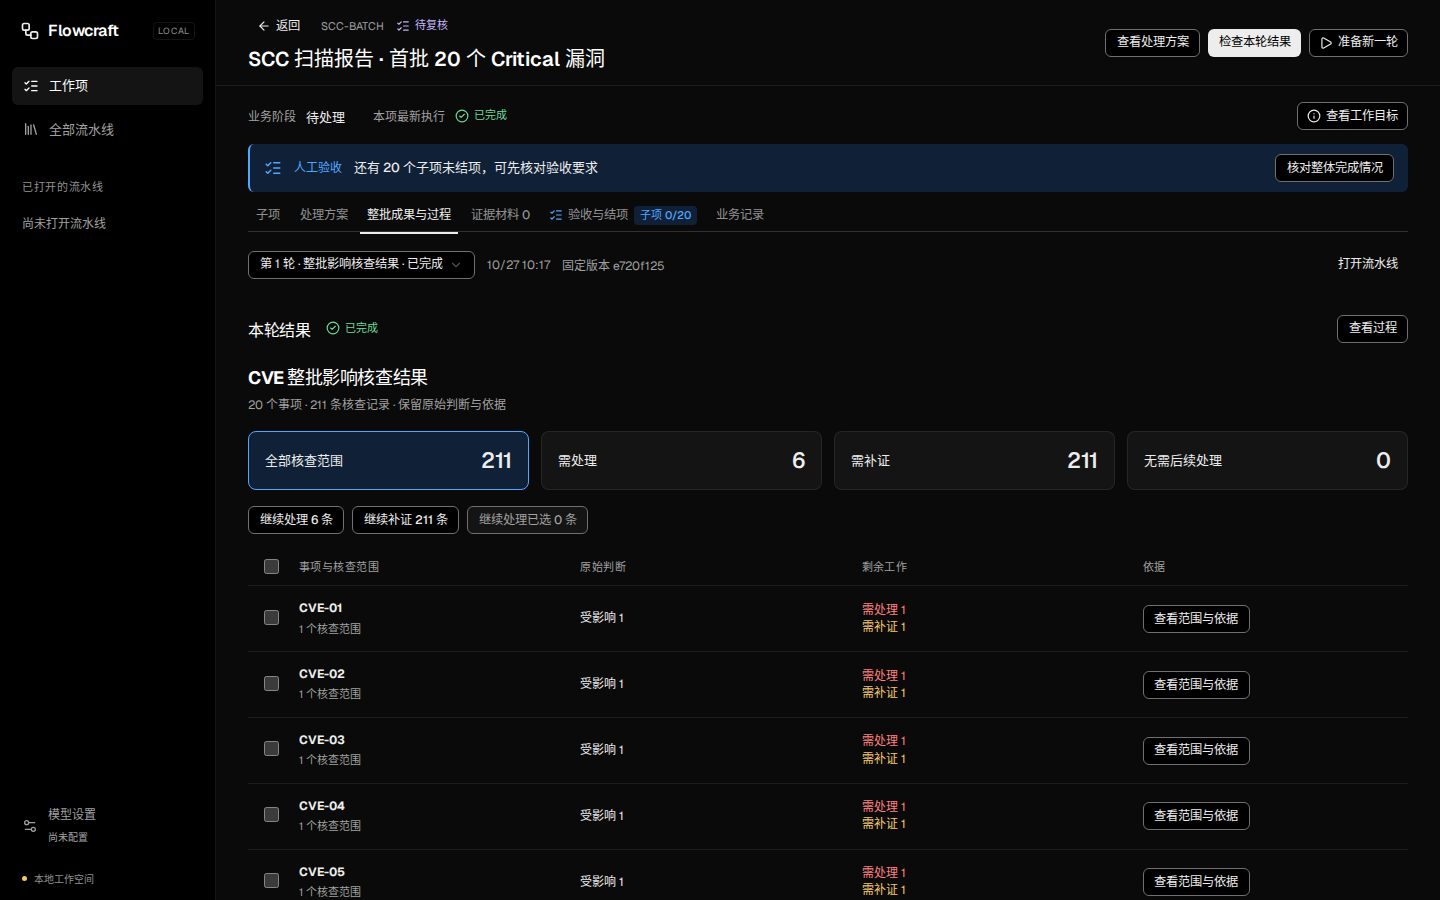 Flowcraft
LOCAL
工作项
全部流水线
已打开的流水线
尚未打开流水线
模型设置
尚未配置
本地工作空间
返回
SCC-BATCH
待复核
SCC 扫描报告 · 首批 20 个 Critical 漏洞
查看处理方案
检查本轮结果
准备新一轮
业务阶段 待处理
本项最新执行 已完成
查看工作目标
人工验收 还有 20 个子项未结项，可先核对验收要求
核对整体完成情况
子项
处理方案
整批成果与过程
证据材料 0
验收与结项 子项 0/20
业务记录
第 1 轮 · 整批影响核查结果 · 已完成
10/27 10:17
固定版本 e720f125
打开流水线
本轮结果 已完成
查看过程
CVE 整批影响核查结果
20 个事项 · 211 条核查记录 · 保留原始判断与依据
全部核查范围 211
需处理 6
需补证 211
无需后续处理 0
继续处理 6 条
继续补证 211 条
继续处理已选 0 条
事项与核查范围 原始判断 剩余工作 依据
CVE-01
1 个核查范围
受影响 1
需处理 1
需补证 1
查看范围与依据
CVE-02
1 个核查范围
受影响 1
需处理 1
需补证 1
查看范围与依据
CVE-03
1 个核查范围
受影响 1
需处理 1
需补证 1
查看范围与依据
CVE-04
1 个核查范围
受影响 1
需处理 1
需补证 1
查看范围与依据
CVE-05
1 个核查范围
受影响 1
需处理 1
需补证 1
查看范围与依据